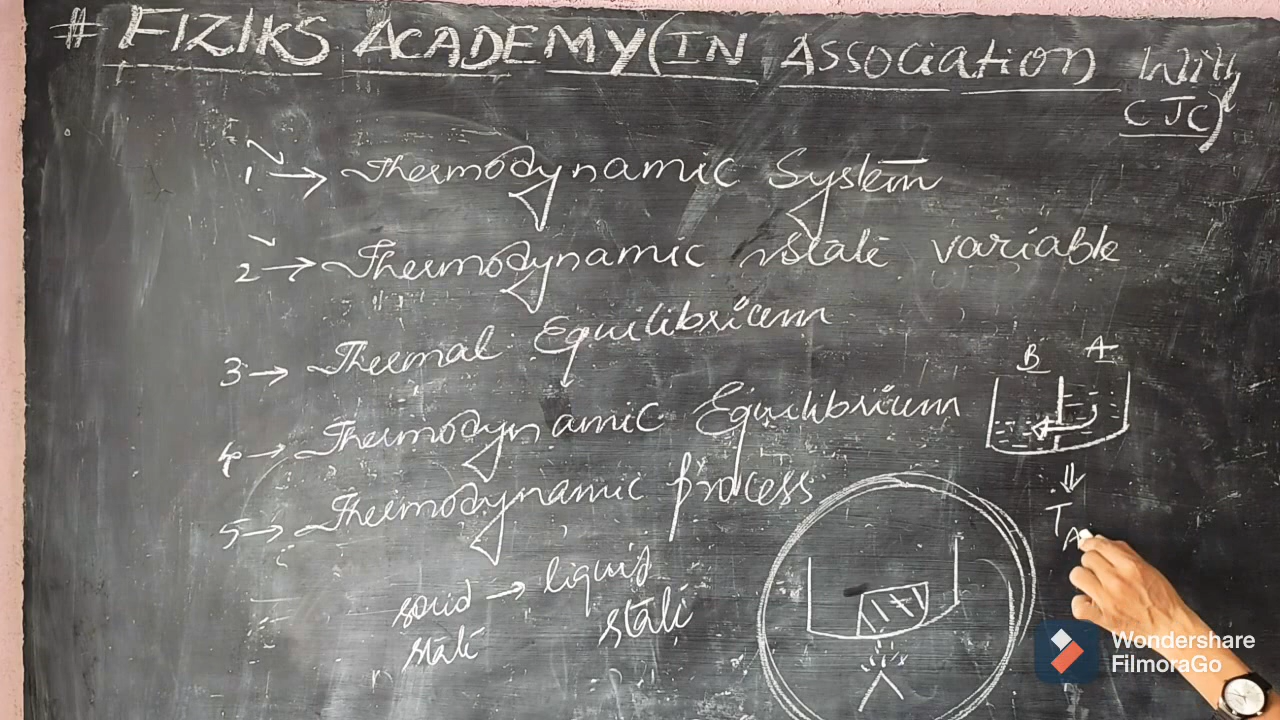 # FIZIKS ACADEMY (IN ASSOCIATION WITH
CJC)
1 → Thermodynamic System
2 → Thermodynamic state variable
3 → Thermal Equilibrium
4 → Thermodynamic Equilibrium
5 → Thermodynamic process
solid → liquid
state state
B A
⇓
T_A
Wondershare
FilmoraGo